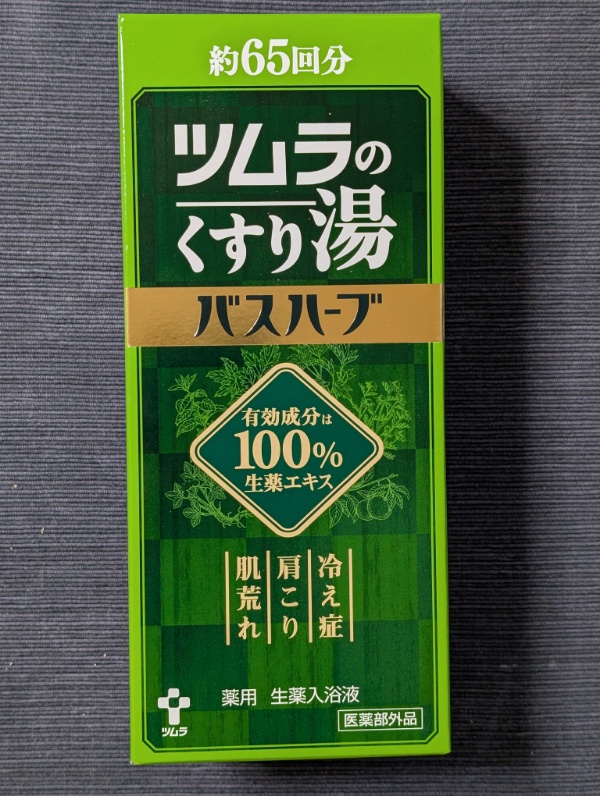 約65回分
ツムラの
くすり湯
バスハーブ
有効成分は
100%
生薬エキス
冷え症
肩こり
肌荒れ
薬用 生薬入浴液
医薬部外品
ツムラ